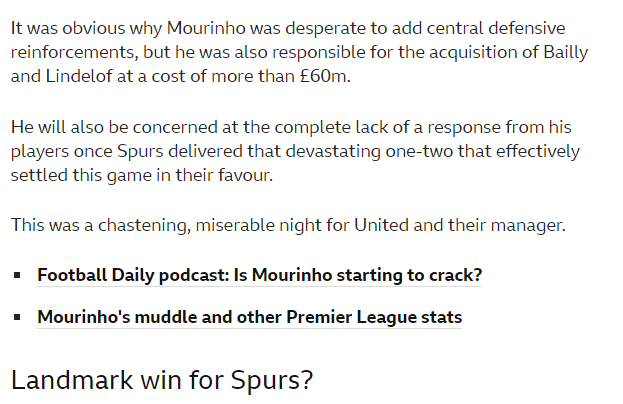 It was obvious why Mourinho was desperate to add central defensive
reinforcements, but he was also responsible for the acquisition of Bailly
and Lindelof at a cost of more than £60m.
He will also be concerned at the complete lack of a response from his
players once Spurs delivered that devastating one-two that effectively
settled this game in their favour.
This was a chastening, miserable night for United and their manager.
▪ Football Daily podcast: Is Mourinho starting to crack?
▪ Mourinho's muddle and other Premier League stats
Landmark win for Spurs?